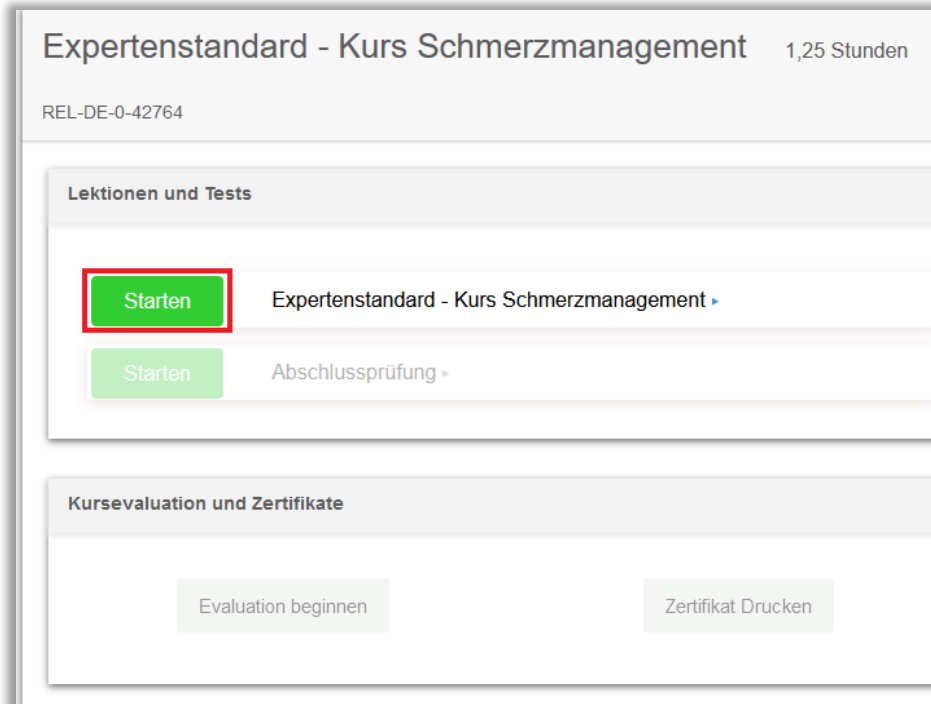 Expertenstandard - Kurs Schmerzmanagement 1,25 Stunden
REL-DE-0-42764
Lektionen und Tests
Starten Expertenstandard - Kurs Schmerzmanagement
Starten Abschlussprüfung
Kursevaluation und Zertifikate
Evaluation beginnen Zertifikat Drucken